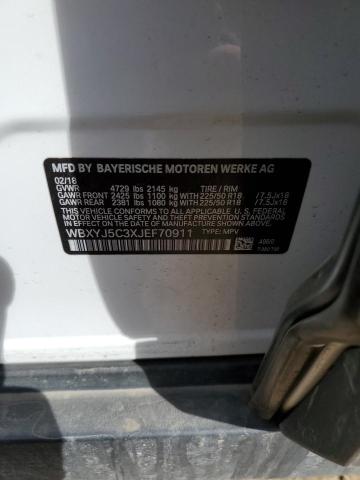 MFD BY BAYERISCHE MOTOREN WERKE AG
02/18
GVWR 4729 lbs 2145 kg TIRE / RIM
GAWR FRONT 2425 lbs 1100 kg WITH 225/50 R18 /7.5Jx18
GAWR REAR 2381 lbs 1080 kg WITH 225/50 R18 /7.5Jx18
THIS VEHICLE CONFORMS TO ALL APPLICABLE FEDERAL
MOTOR VEHICLE SAFETY AND THEFT PREVENTION STANDARDS
IN EFFECT ON THE DATE OF MANUFACTURE SHOWN ABOVE.
WBXYJ5C3XJEF70911 TYPE: MPV